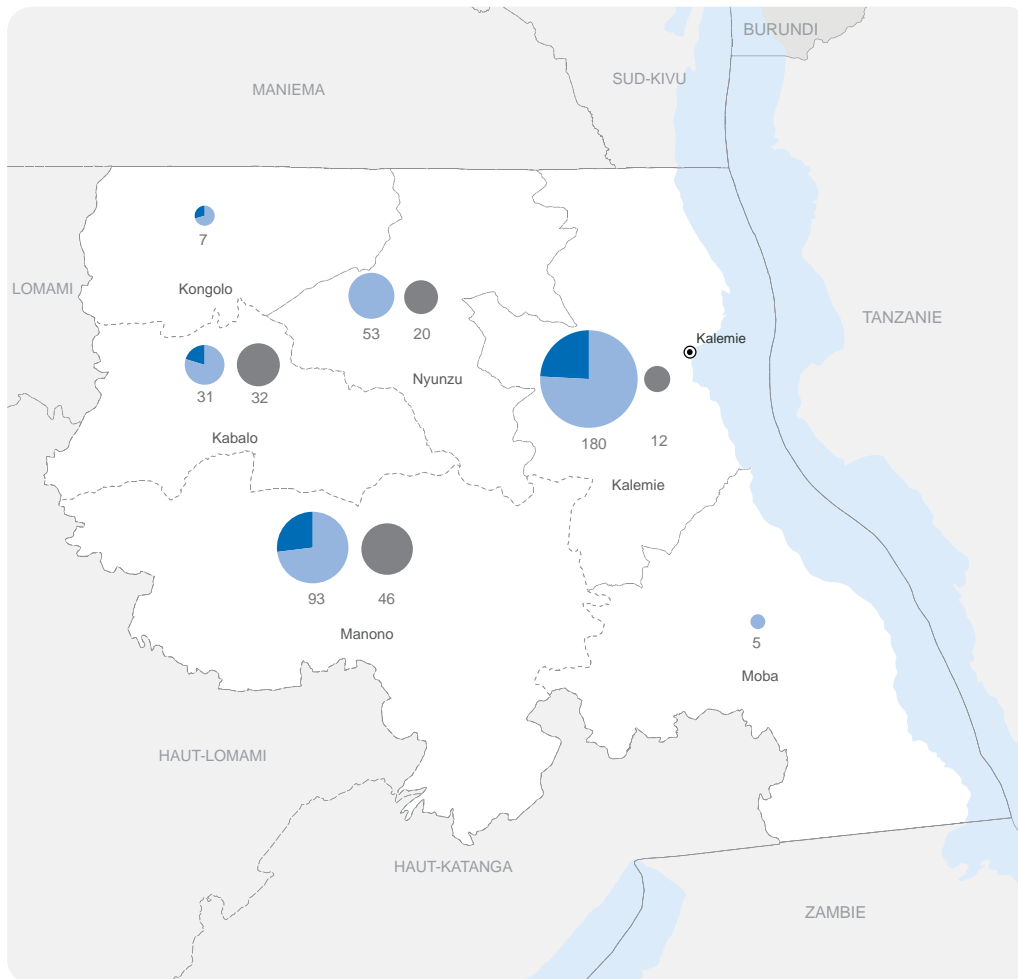 BURUNDI
SUD-KIVU
MANIEMA
7
LOMAMI
Kongolo
TANZANIE
53
20
Kalemie
Nyunzu
31
32
Kabalo
180
12
Kalemie
93
46
Manono
5
Moba
HAUT-LOMAMI
HAUT-KATANGA
ZAMBIE